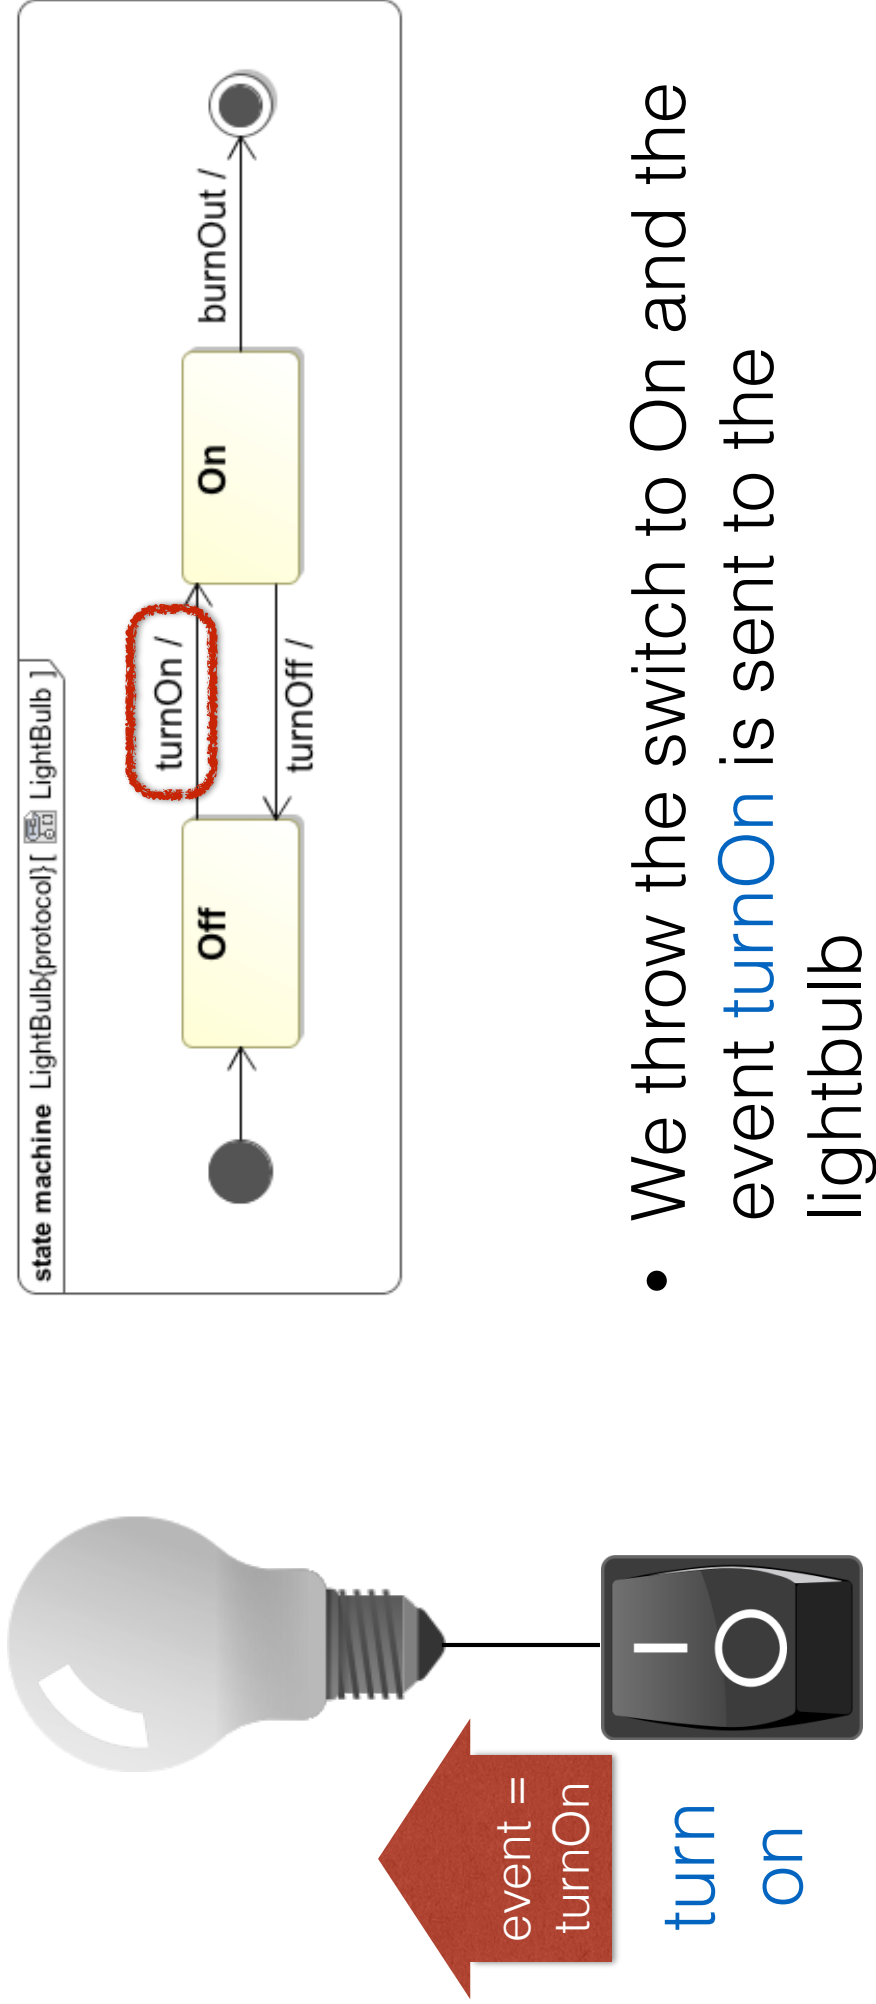 state machine LightBulb{protocol}[ LightBulb ]
turnOn /
burnOut /
Off
On
turnOff /
event =
turnOn
turn
on
• We throw the switch to On and the
event turnOn is sent to the
lightbulb